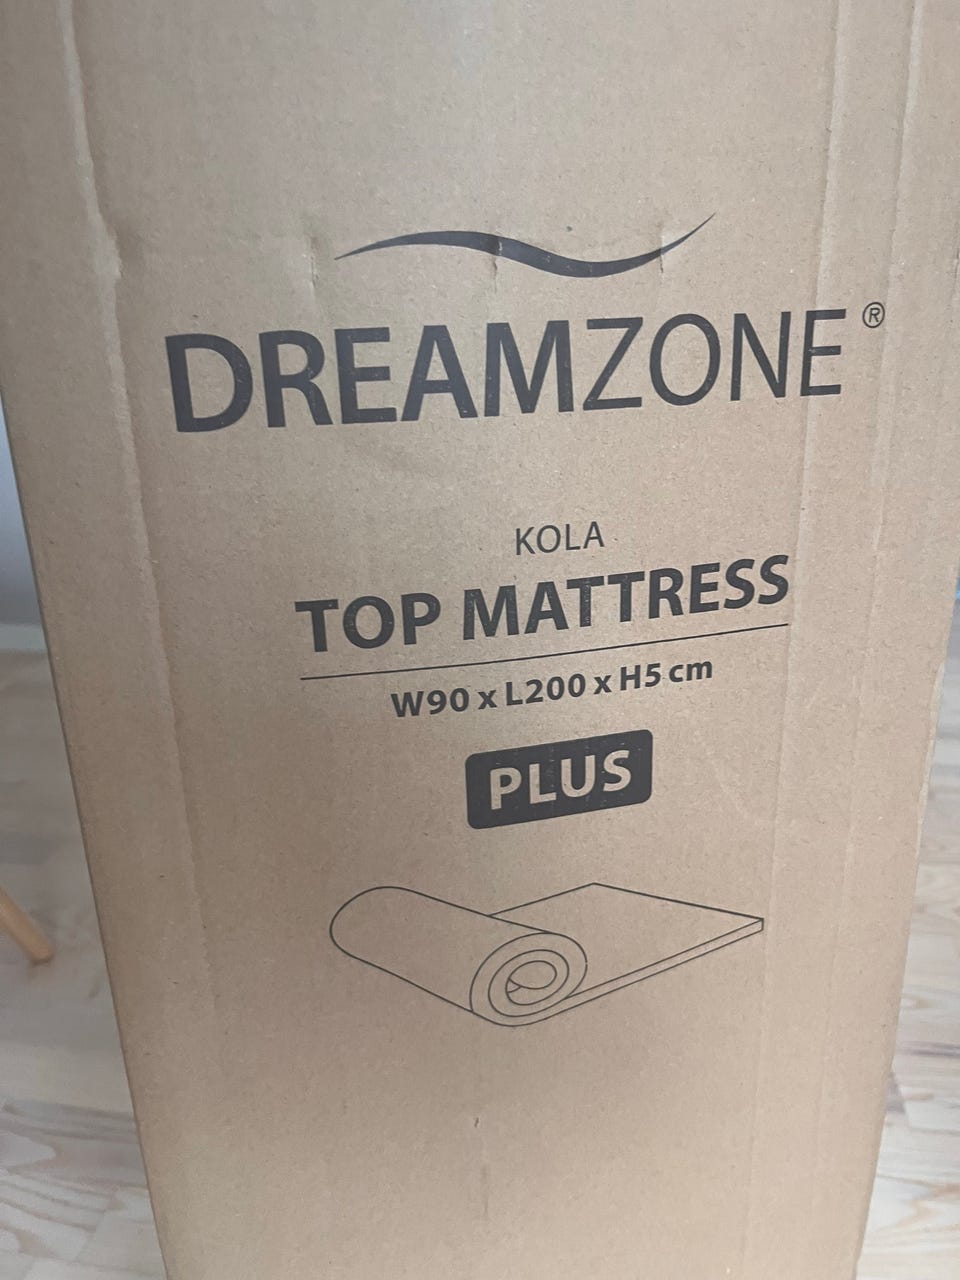 DREAMZONE®
KOLA
TOP MATTRESS
W90 x L200 x H5 cm
PLUS